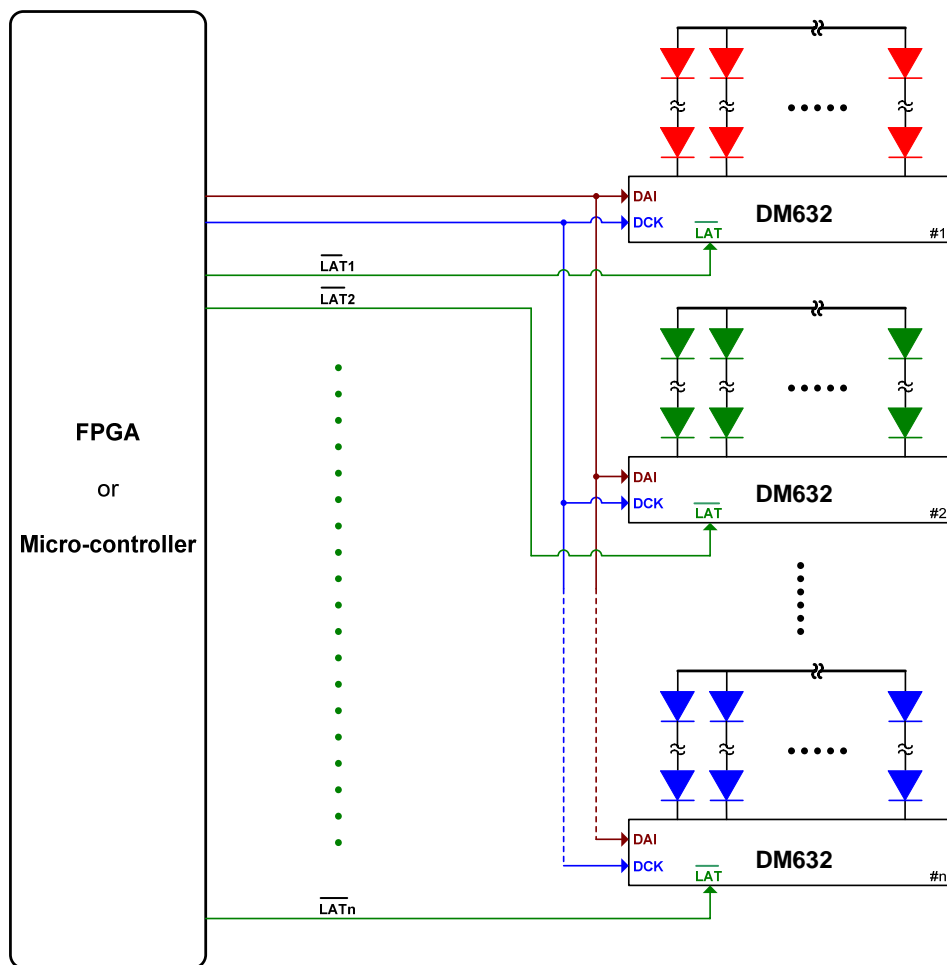 FPGA
or
Micro-controller
DAI
DCK
LAT
DM632
#1
LAT1
LAT2
DAI
DCK
LAT
DM632
#2
DAI
DCK
LAT
DM632
#n
LATn